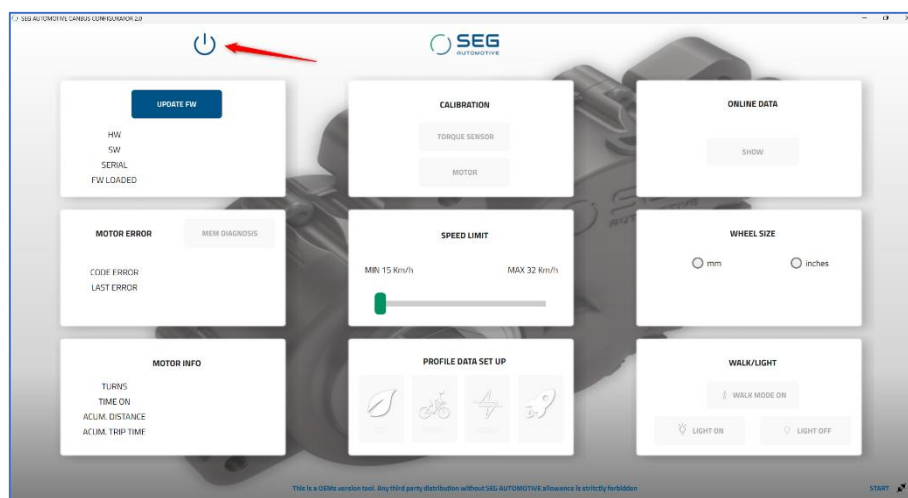 SEG AUTOMOTIVE CANBUS CONFIGURATOR 2.0
SEG
AUTOMOTIVE
UPDATE FW
HW
SW
SERIAL
FW LOADED
CALIBRATION
TORQUE SENSOR
MOTOR
ONLINE DATA
SHOW
MOTOR ERROR
MEM DIAGNOSIS
CODE ERROR
LAST ERROR
SPEED LIMIT
MIN 15 Km/h
MAX 32 Km/h
WHEEL SIZE
mm
inches
MOTOR INFO
TURNS
TIME ON
ACUM. DISTANCE
ACUM. TRIP TIME
PROFILE DATA SET UP
WALK/LIGHT
WALK MODE ON
LIGHT ON
LIGHT OFF
This is a OEMs version tool. Any third party distribution without SEG AUTOMOTIVE allowance is striltctly forbidden
START